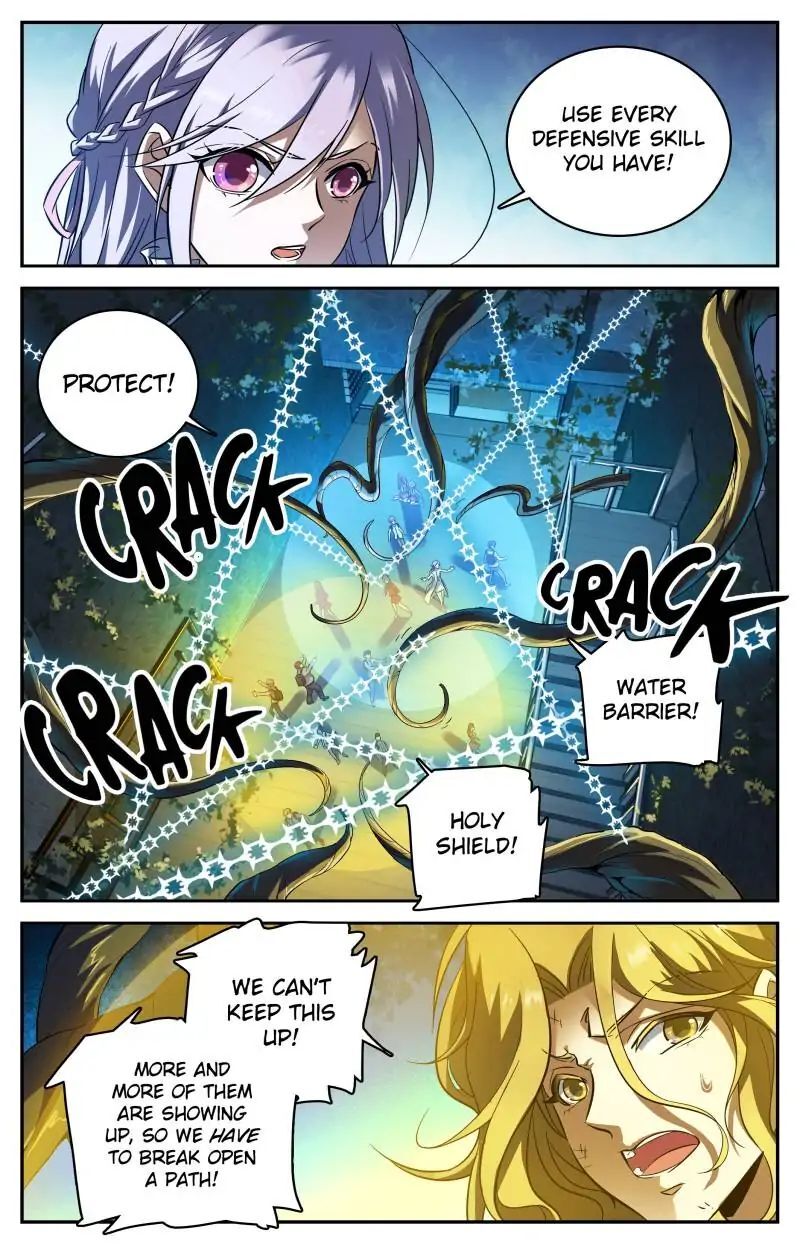 USE EVERY
DEFENSIVE SKILL
YOU HAVE!
PROTECT!
CRACK
CRACK
CRACK
WATER
BARRIER!
HOLY
SHIELD!
WE CAN'T
KEEP THIS
UP!
MORE AND
MORE OF THEM
ARE SHOWING
UP, SO WE HAVE
TO BREAK OPEN
A PATH!